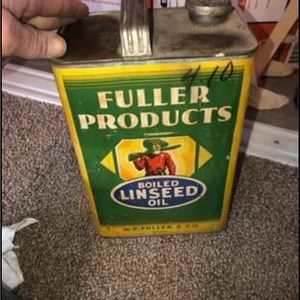 4.10
FULLER
PRODUCTS
BOILED
LINSEED
OIL
W.P. FULLER & CO.